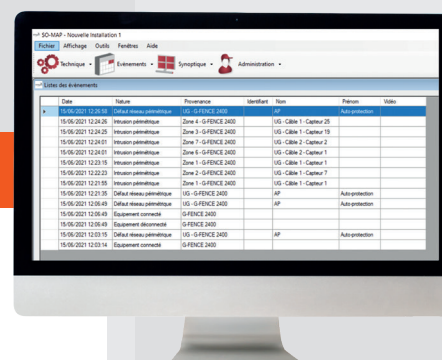 SO-MAP - Nouvelle Installation 1
Fichier Affichage Outils Fenêtres Aide
Technique Evènements Synoptique Administration
Listes des évènements
Date Nature Provenance Identifiant Nom Prénom Vidéo
15/06/2021 12:26:58 Défaut réseau périmétrique UG - G-FENCE 2400 AP Auto-protection
15/06/2021 12:24:26 Intrusion périmétrique Zone 4 - G-FENCE 2400 UG - Câble 1 - Capteur 25
15/06/2021 12:24:25 Intrusion périmétrique Zone 3 - G-FENCE 2400 UG - Câble 1 - Capteur 19
15/06/2021 12:24:01 Intrusion périmétrique Zone 7 - G-FENCE 2400 UG - Câble 2 - Capteur 2
15/06/2021 12:24:01 Intrusion périmétrique Zone 6 - G-FENCE 2400 UG - Câble 2 - Capteur 1
15/06/2021 12:23:15 Intrusion périmétrique Zone 1 - G-FENCE 2400 UG - Câble 1 - Capteur 1
15/06/2021 12:22:23 Intrusion périmétrique Zone 2 - G-FENCE 2400 UG - Câble 1 - Capteur 7
15/06/2021 12:21:55 Intrusion périmétrique Zone 1 - G-FENCE 2400 UG - Câble 1 - Capteur 1
15/06/2021 12:21:35 Défaut réseau périmétrique UG - G-FENCE 2400 AP Auto-protection
15/06/2021 12:06:49 Défaut réseau périmétrique UG - G-FENCE 2400 AP Auto-protection
15/06/2021 12:06:49 Equipement connecté G-FENCE 2400
15/06/2021 12:06:49 Equipement déconnecté G-FENCE 2400
15/06/2021 12:03:15 Défaut réseau périmétrique UG - G-FENCE 2400 AP Auto-protection
15/06/2021 12:03:14 Equipement connecté G-FENCE 2400